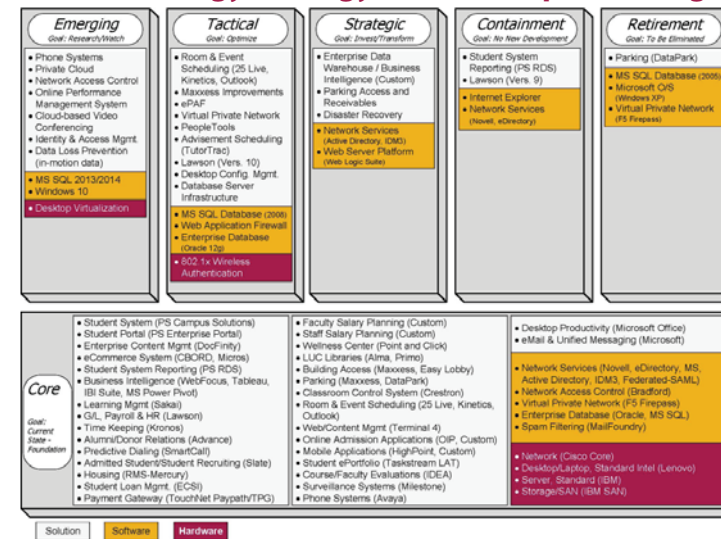 Emerging
Goal: Research/Watch
• Phone Systems
• Private Cloud
• Network Access Control
• Online Performance
Management System
• Cloud-based Video
Conferencing
• Identity & Access Mgmt
• Data Loss Prevention
(in-motion data)
• MS SQL 2013/2014
• Windows 10
• Desktop Virtualization
Tactical
Goal: Optimize
• Room & Event
Scheduling (25 Live,
Kinetics, Outlook)
• Maxxess Improvements
• ePAF
• Virtual Private Network
• PeopleTools
• Advisement Scheduling
(TutorTrac)
• Lawson (Vers. 10)
• Desktop Config. Mgmt.
• Database Server
Infrastructure
• MS SQL Database (2008)
• Web Application Firewall
• Enterprise Database
(Oracle 12g)
• 802.1x Wireless
Authentication
Strategic
Goal: Invest/Transform
• Enterprise Data
Warehouse / Business
Intelligence (Custom)
• Parking Access and
Receivables
• Disaster Recovery
• Network Services
(Active Directory, IDM3)
• Web Server Platform
(Web Logic Suite)
Containment
Goal: No New Development
• Student System
Reporting (PS RDS)
• Lawson (Vers. 9)
• Internet Explorer
• Network Services
(Novell, eDirectory)
Retirement
Goal: To Be Eliminated
• Parking (DataPark)
• MS SQL Database (2005)
• Microsoft O/S
(Windows XP)
• Virtual Private Network
(F5 Firepass)
Core
Goal:
Current
State -
Foundation
• Student System (PS Campus Solutions)
• Student Portal (PS Enterprise Portal)
• Enterprise Content Mgmt (DocFinity)
• eCommerce System (CBORD, Micros)
• Student System Reporting (PS RDS)
• Business Intelligence (WebFocus, Tableau,
IBI Suite, MS Pymt Gateway)
• Learning Mgmt (Sakai)
• G/L, Payroll & HR (Lawson)
• Time Keeping (Kronos)
• Alumni/Donor Relations (Advance)
• Predictive Dialing (SmartCall)
• Admitted Student/Student Recruiting (Slate)
• Housing (RMS-Mercury)
• Student Loan Mgmt. (ECSI)
• Payment Gateway (TouchNet Paypath/TPG)
• Faculty Salary Planning (Custom)
• Staff Salary Planning (Custom)
• Wellness Center (Point and Click)
• LUC Libraries (Alma, Primo)
• Building Access (Maxxess, Easy Lobby)
• Parking (Maxxess, DataPark)
• Classroom Control System (Crestron)
• Room & Event Scheduling (25 Live, Kinetics,
Outlook)
• Web/Content Mgmt (Terminal 4)
• Online Admission Applications (OIP, Custom)
• Mobile Applications (HighPoint, Custom)
• Student ePortfolio (Taskstream LAT)
• Course/Faculty Evaluations (IDEA)
• Surveillance Systems (Milestone)
• Phone Systems (Avaya)
• Desktop Productivity (Microsoft Office)
• eMail & Unified Messaging (Microsoft)
• Network Services (Novell, eDirectory, MS,
Active Directory, IDM3, Federated-SAML)
• Network Access Control (Bradford)
• Virtual Private Network (F5 Firepass)
• Enterprise Database (Oracle, MS SQL)
• Spam Filtering (MailFoundry)
• Network (Cisco Core)
• Desktop/Laptop, Standard Intel (Lenovo)
• Server, Standard (IBM)
• Storage/SAN (IBM SAN)
Solution
Software
Hardware